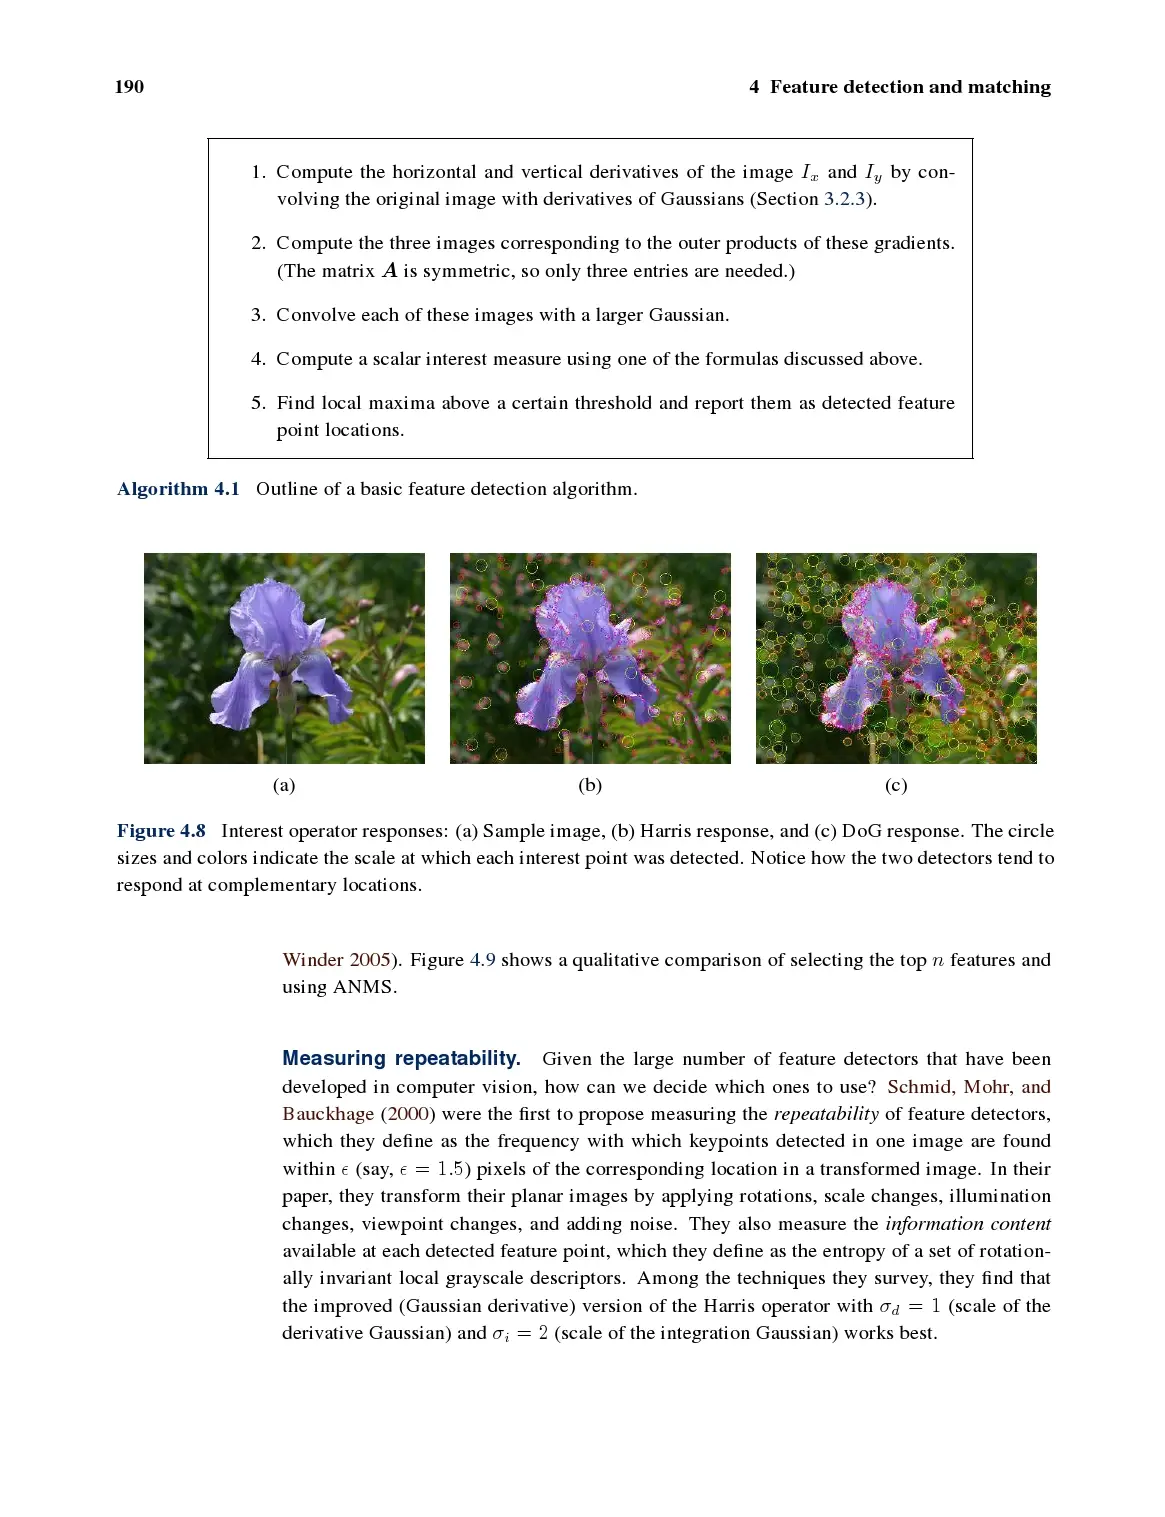 190
4 Feature detection and matching
1. Compute the horizontal and vertical derivatives of the image Ix and Iy by con-
volving the original image with derivatives of Gaussians (Section 3.2.3).
2. Compute the three images corresponding to the outer products of these gradients.
(The matrix A is symmetric, so only three entries are needed.)
3. Convolve each of these images with a larger Gaussian.
4. Compute a scalar interest measure using one of the formulas discussed above.
5. Find local maxima above a certain threshold and report them as detected feature
point locations.
Algorithm 4.1 Outline of a basic feature detection algorithm.
(a)
(b)
(c)
Figure 4.8 Interest operator responses: (a) Sample image, (b) Harris response, and (c) DoG response. The circle
sizes and colors indicate the scale at which each interest point was detected. Notice how the two detectors tend to
respond at complementary locations.
Winder 2005). Figure 4.9 shows a qualitative comparison of selecting the top n features and
using ANMS.
Measuring repeatability. Given the large number of feature detectors that have been
developed in computer vision, how can we decide which ones to use? Schmid, Mohr, and
Bauckhage (2000) were the first to propose measuring the repeatability of feature detectors,
which they define as the frequency with which keypoints detected in one image are found
within ϵ (say, ϵ = 1.5) pixels of the corresponding location in a transformed image. In their
paper, they transform their planar images by applying rotations, scale changes, illumination
changes, viewpoint changes, and adding noise. They also measure the information content
available at each detected feature point, which they define as the entropy of a set of rotation-
ally invariant local grayscale descriptors. Among the techniques they survey, they find that
the improved (Gaussian derivative) version of the Harris operator with σd = 1 (scale of the
derivative Gaussian) and σi = 2 (scale of the integration Gaussian) works best.